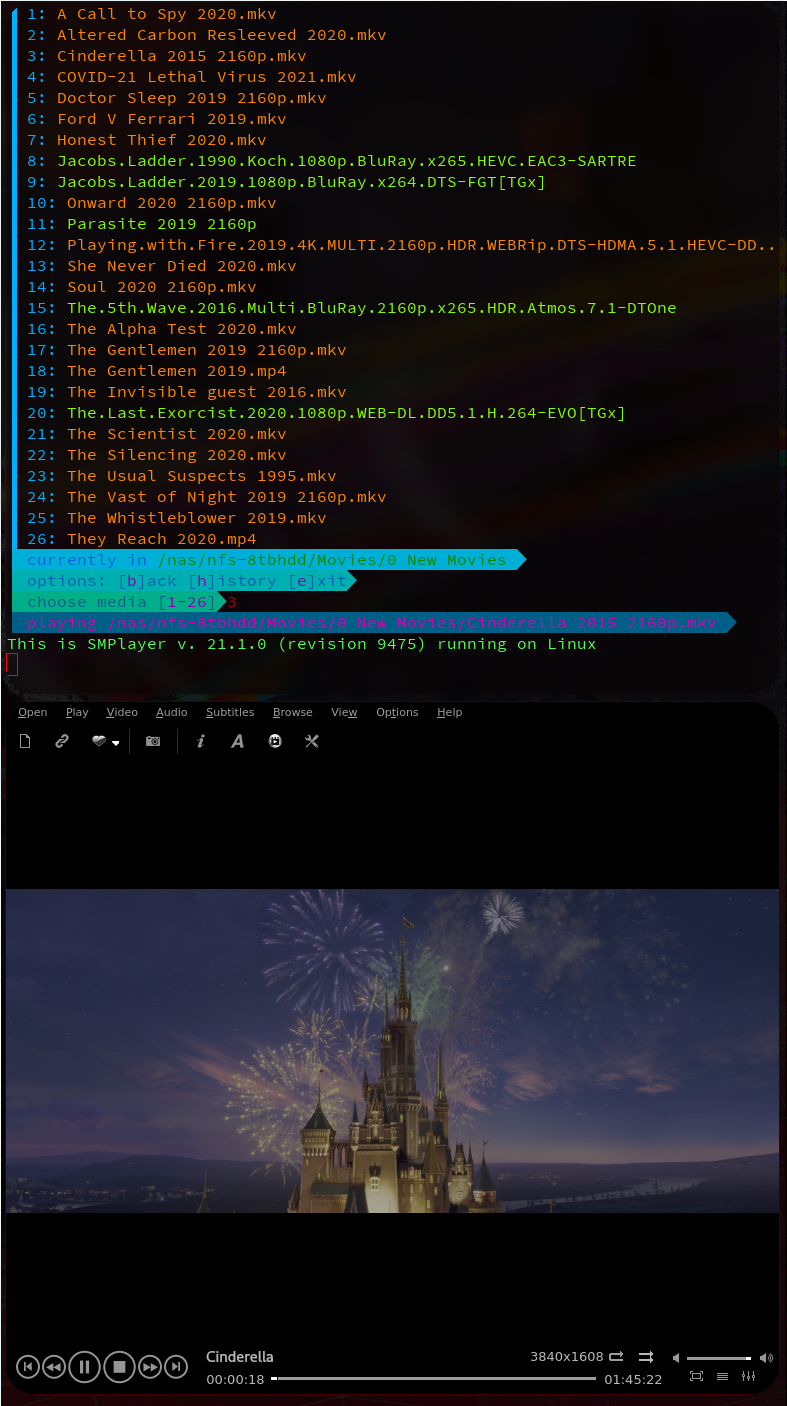 1: A Call to Spy 2020.mkv
2: Altered Carbon Resleeved 2020.mkv
3: Cinderella 2015 2160p.mkv
4: COVID-21 Lethal Virus 2021.mkv
5: Doctor Sleep 2019 2160p.mkv
6: Ford V Ferrari 2019.mkv
7: Honest Thief 2020.mkv
8: Jacobs.Ladder.1990.Koch.1080p.BluRay.x265.HEVC.EAC3-SARTRE
9: Jacobs.Ladder.2019.1080p.BluRay.x264.DTS-FGT[TGx]
10: Onward 2020 2160p.mkv
11: Parasite 2019 2160p
12: Playing.with.Fire.2019.4K.MULTI.2160p.HDR.WEBRip.DTS-HDMA.5.1.HEVC-DD..
13: She Never Died 2020.mkv
14: Soul 2020 2160p.mkv
15: The.5th.Wave.2016.Multi.BluRay.2160p.x265.HDR.Atmos.7.1-DTOne
16: The Alpha Test 2020.mkv
17: The Gentlemen 2019 2160p.mkv
18: The Gentlemen 2019.mp4
19: The Invisible guest 2016.mkv
20: The.Last.Exorcist.2020.1080p.WEB-DL.DD5.1.H.264-EVO[TGx]
21: The Scientist 2020.mkv
22: The Silencing 2020.mkv
23: The Usual Suspects 1995.mkv
24: The Vast of Night 2019 2160p.mkv
25: The Whistleblower 2019.mkv
26: They Reach 2020.mp4
currently in /nas/nfs-8tbhdd/Movies/0 New Movies
options: [b]ack [h]istory [e]xit
choose media [1-26] 3
playing /nas/nfs-8tbhdd/Movies/0 New Movies/Cinderella 2015 2160p.mkv
This is SMPlayer v. 21.1.0 (revision 9475) running on Linux
Open Play Video Audio Subtitles Browse View Options Help
Cinderella 3840x1608
00:00:18 01:45:22